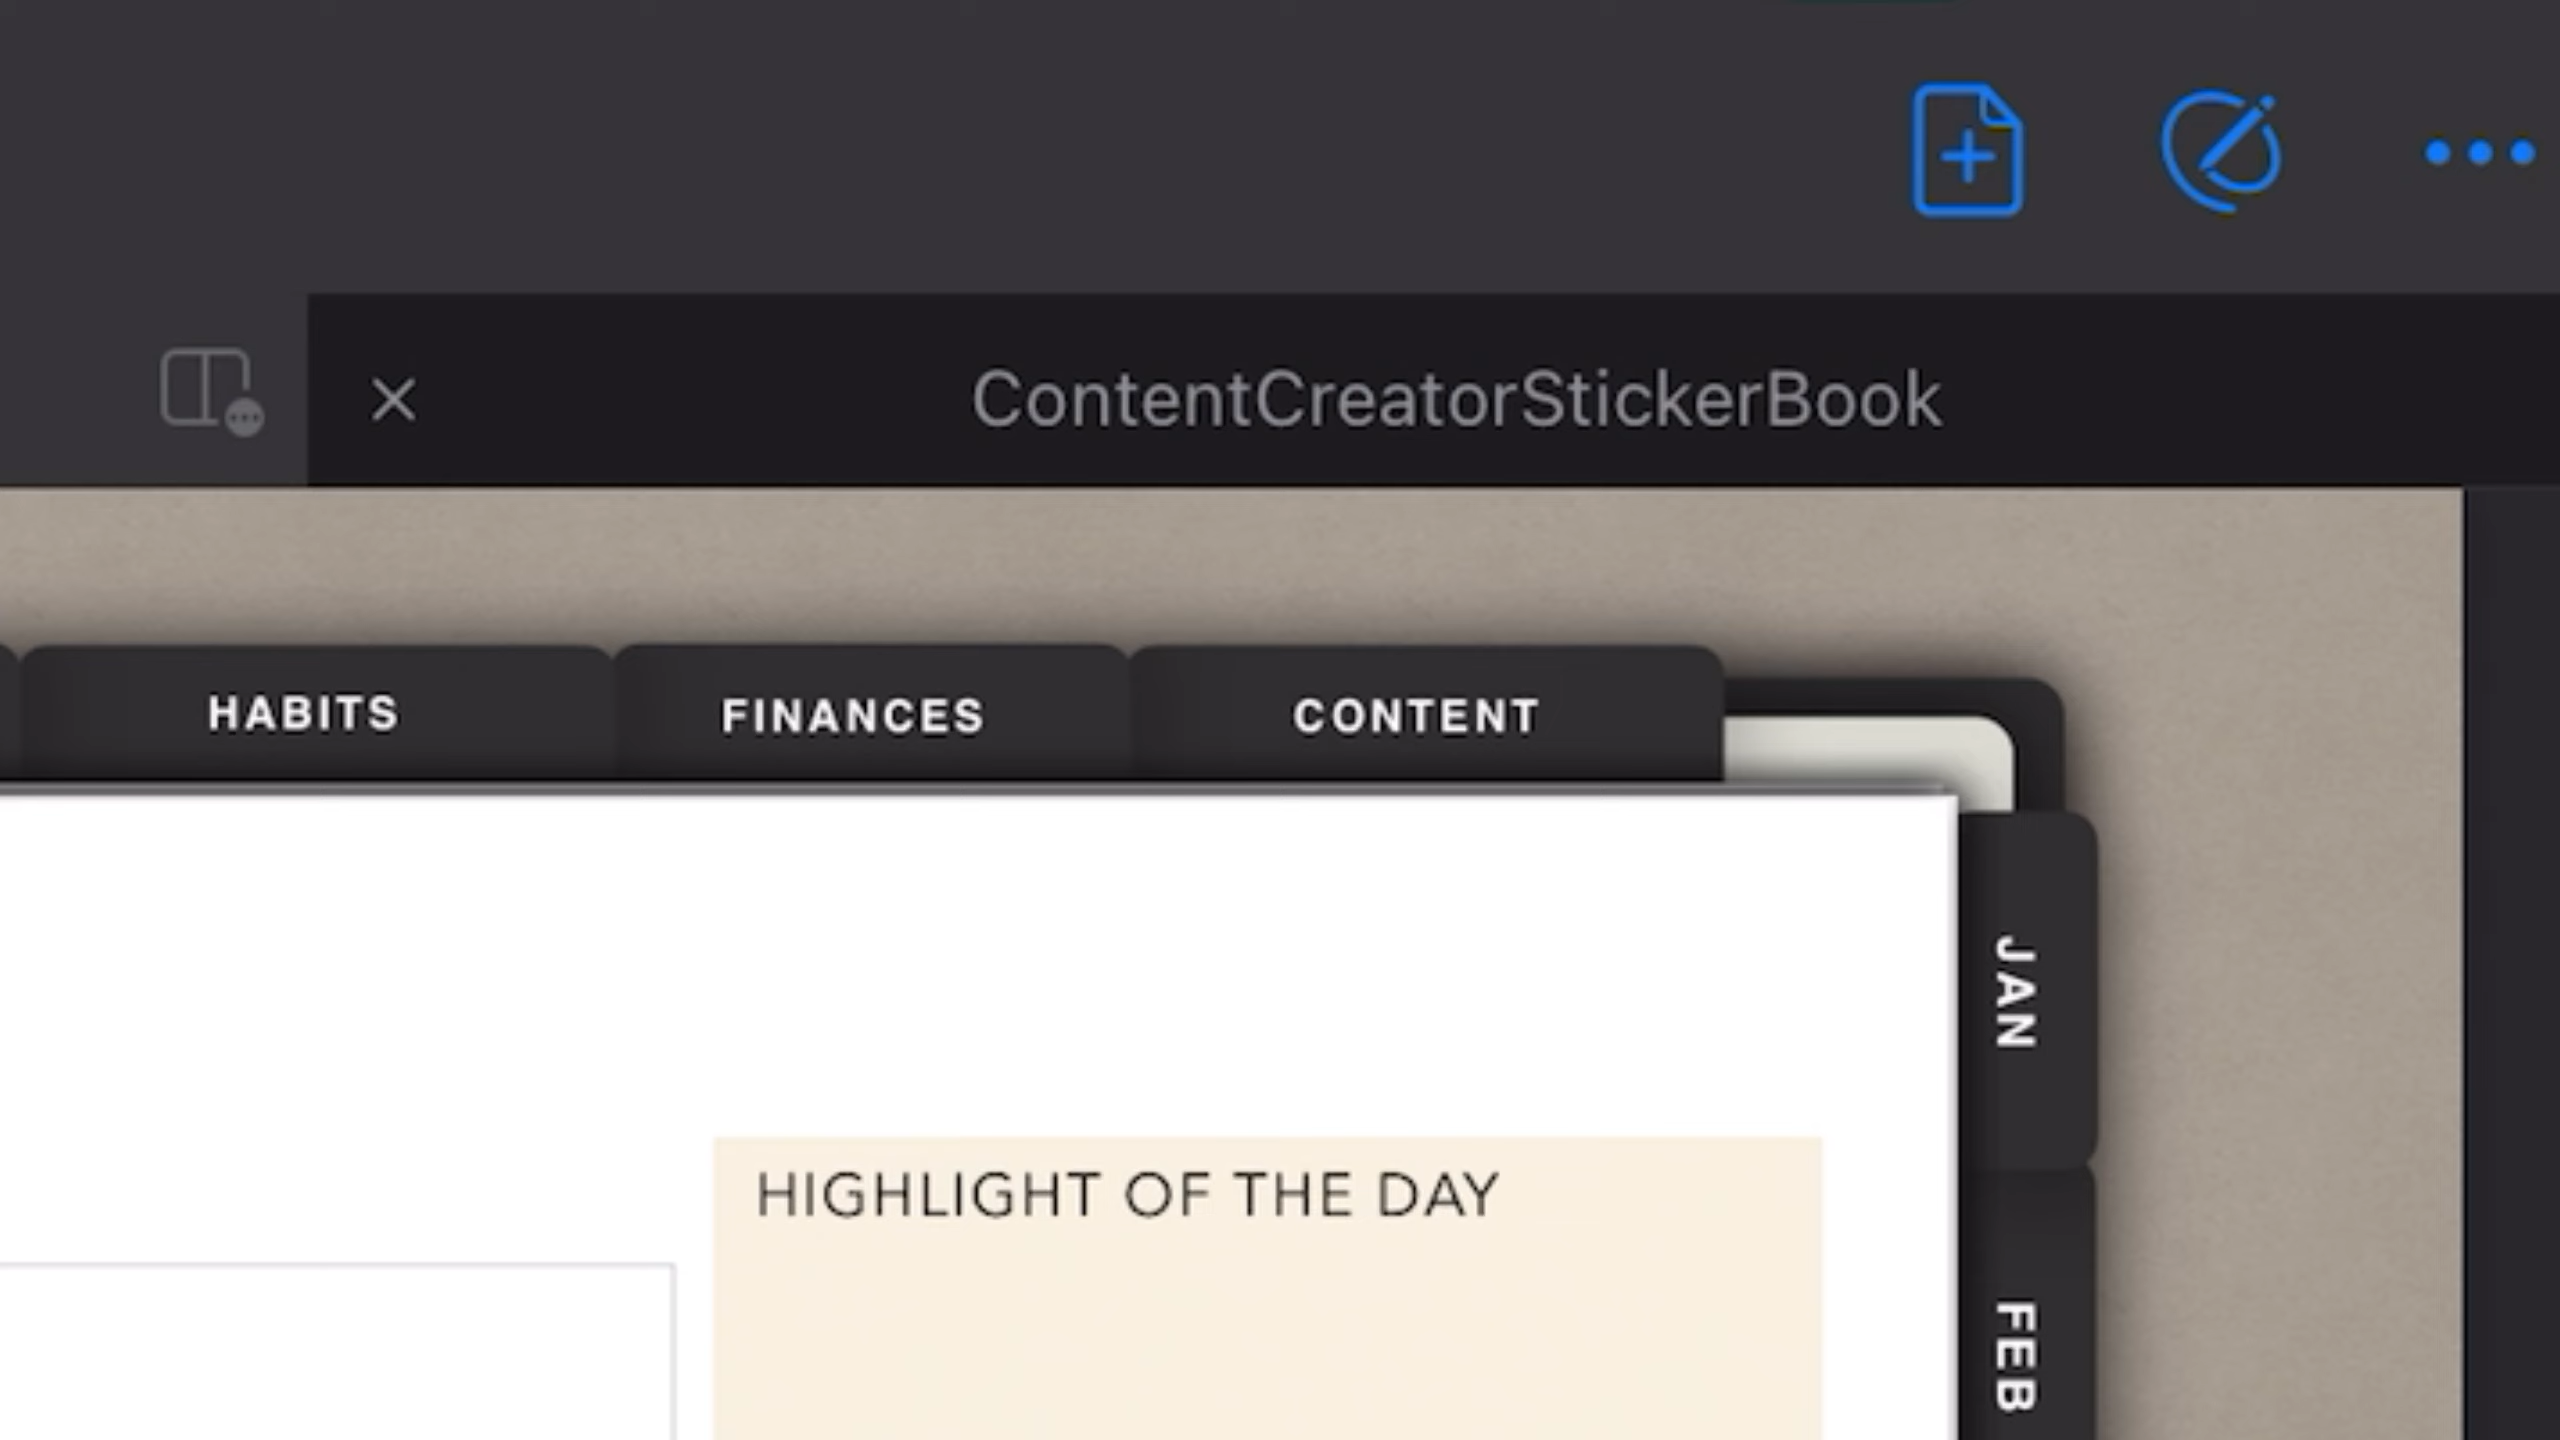 ContentCreatorStickerBook
HABITS
FINANCES
CONTENT
JAN
HIGHLIGHT OF THE DAY
FEB